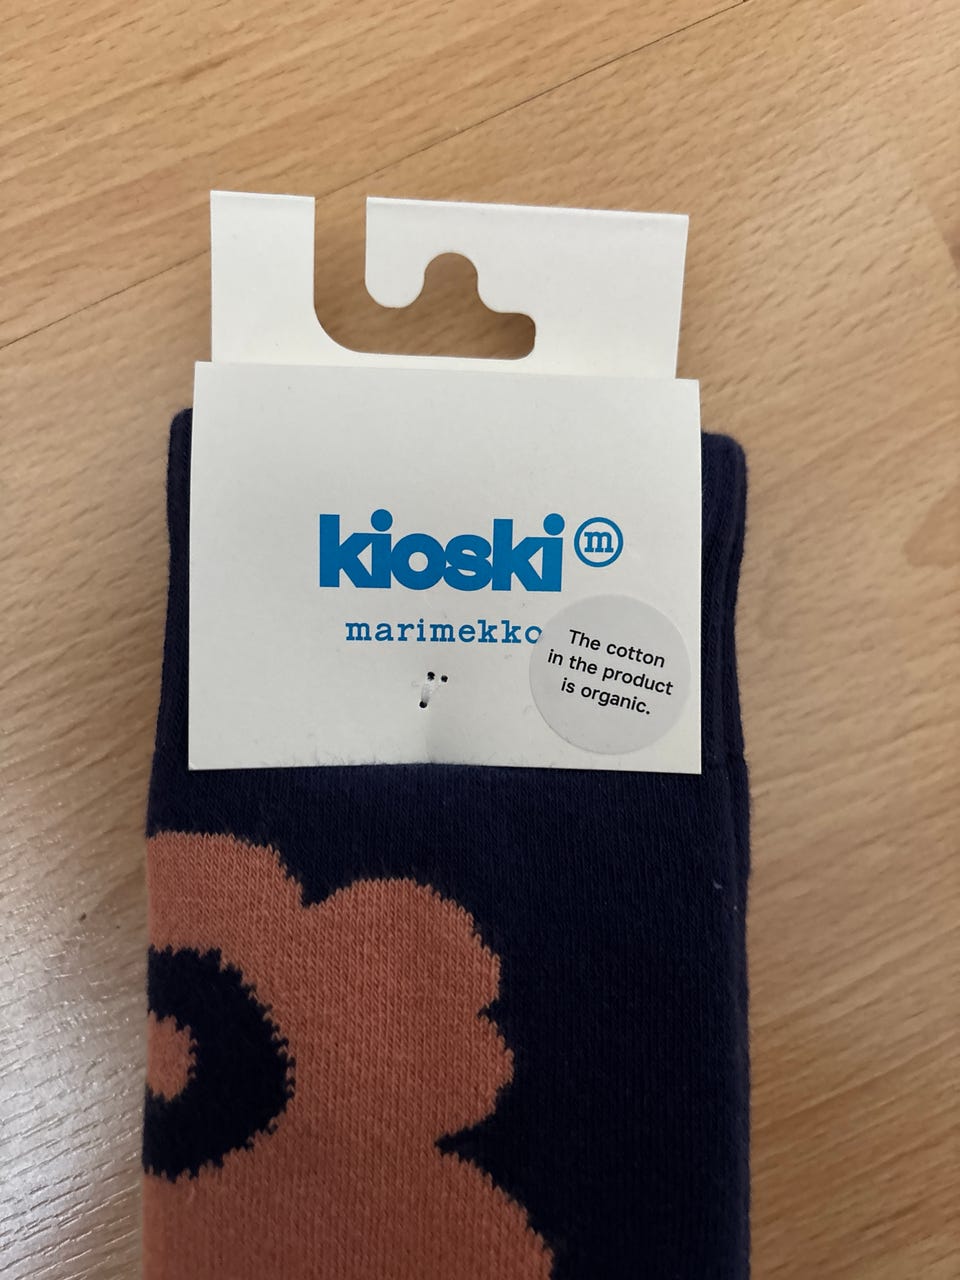 kioski m
marimekko
The cotton
in the product
is organic.